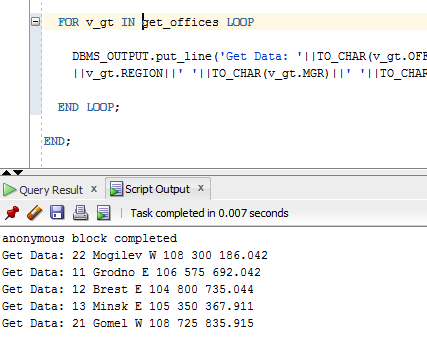 FOR v_gt IN get_offices LOOP
DBMS_OUTPUT.put_line('Get Data: '||TO_CHAR(v_gt.OFF
||v_gt.REGION||' '||TO_CHAR(v_gt.MGR)||' '||TO_CHAR
END LOOP;
END;
Query Result x Script Output x
Task completed in 0.007 seconds
anonymous block completed
Get Data: 22 Mogilev W 108 300 186.042
Get Data: 11 Grodno E 106 575 692.042
Get Data: 12 Brest E 104 800 735.044
Get Data: 13 Minsk E 105 350 367.911
Get Data: 21 Gomel W 108 725 835.915